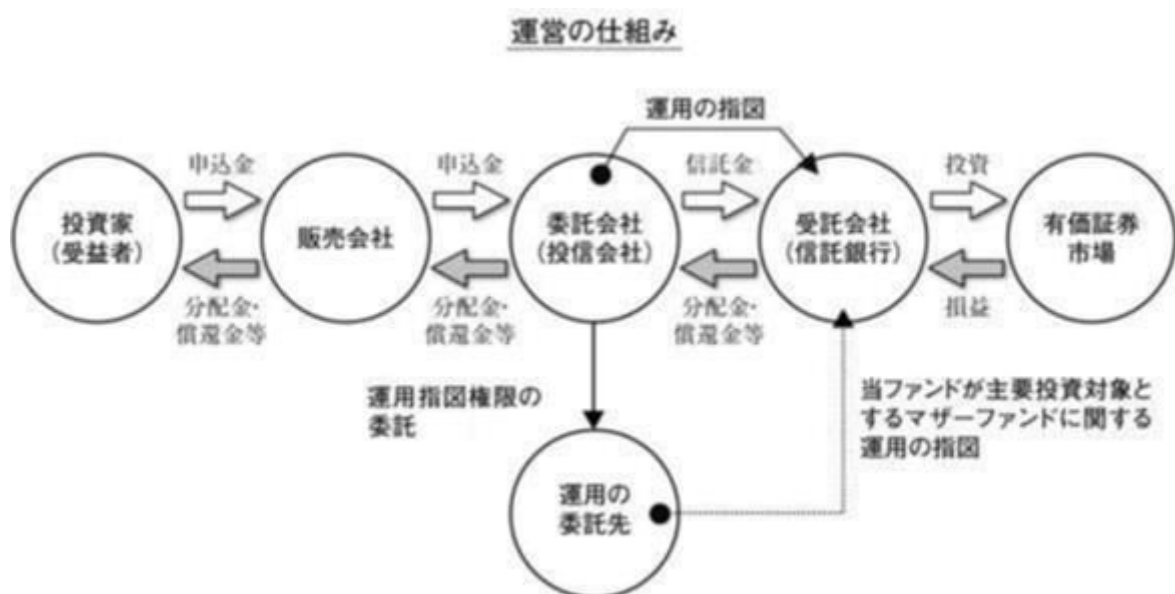 運営の仕組み
運用の指図
申込金
申込金
信託金
投資
投資家
(受益者)
販売会社
委託会社
(投信会社)
受託会社
(信託銀行)
有価証券
市場
分配金・
償還金等
分配金・
償還金等
分配金・
償還金等
損益
運用指図権限の
委託
当ファンドが主要投資対象と
するマザーファンドに関する
運用の指図
運用の
委託先